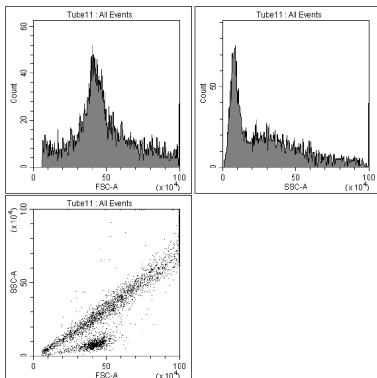 Tube11 : All Events
60
40
20
0
Count
0 50 100
FSC-A (x 10^4)
Tube11 : All Events
50
0
Count
0 50 100
SSC-A (x 10^4)
Tube11 : All Events
(x 10^4)
100
50
0
SSC-A
0 50 100
FSC-A (x 10^4)